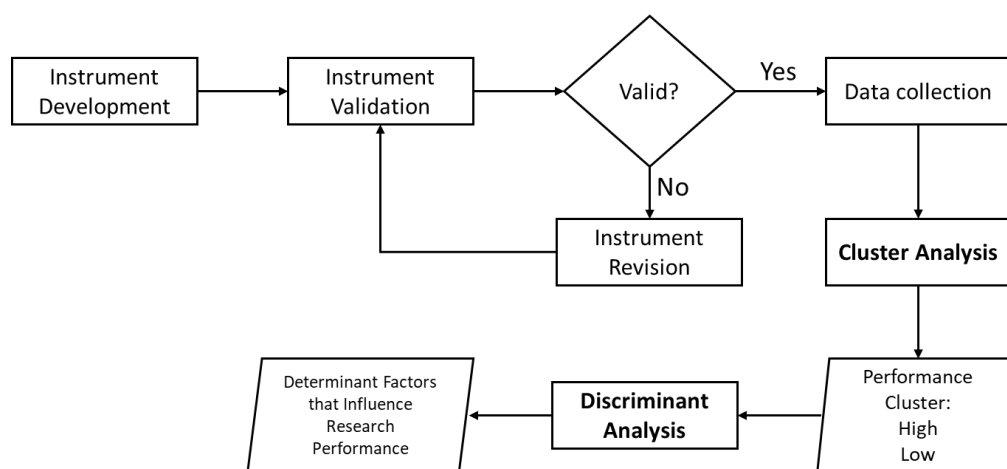 Instrument
Development
Instrument
Validation
Valid?
Yes
Data collection
No
Instrument
Revision
Cluster Analysis
Performance
Cluster:
High
Low
Discriminant
Analysis
Determinant Factors
that Influence
Research
Performance